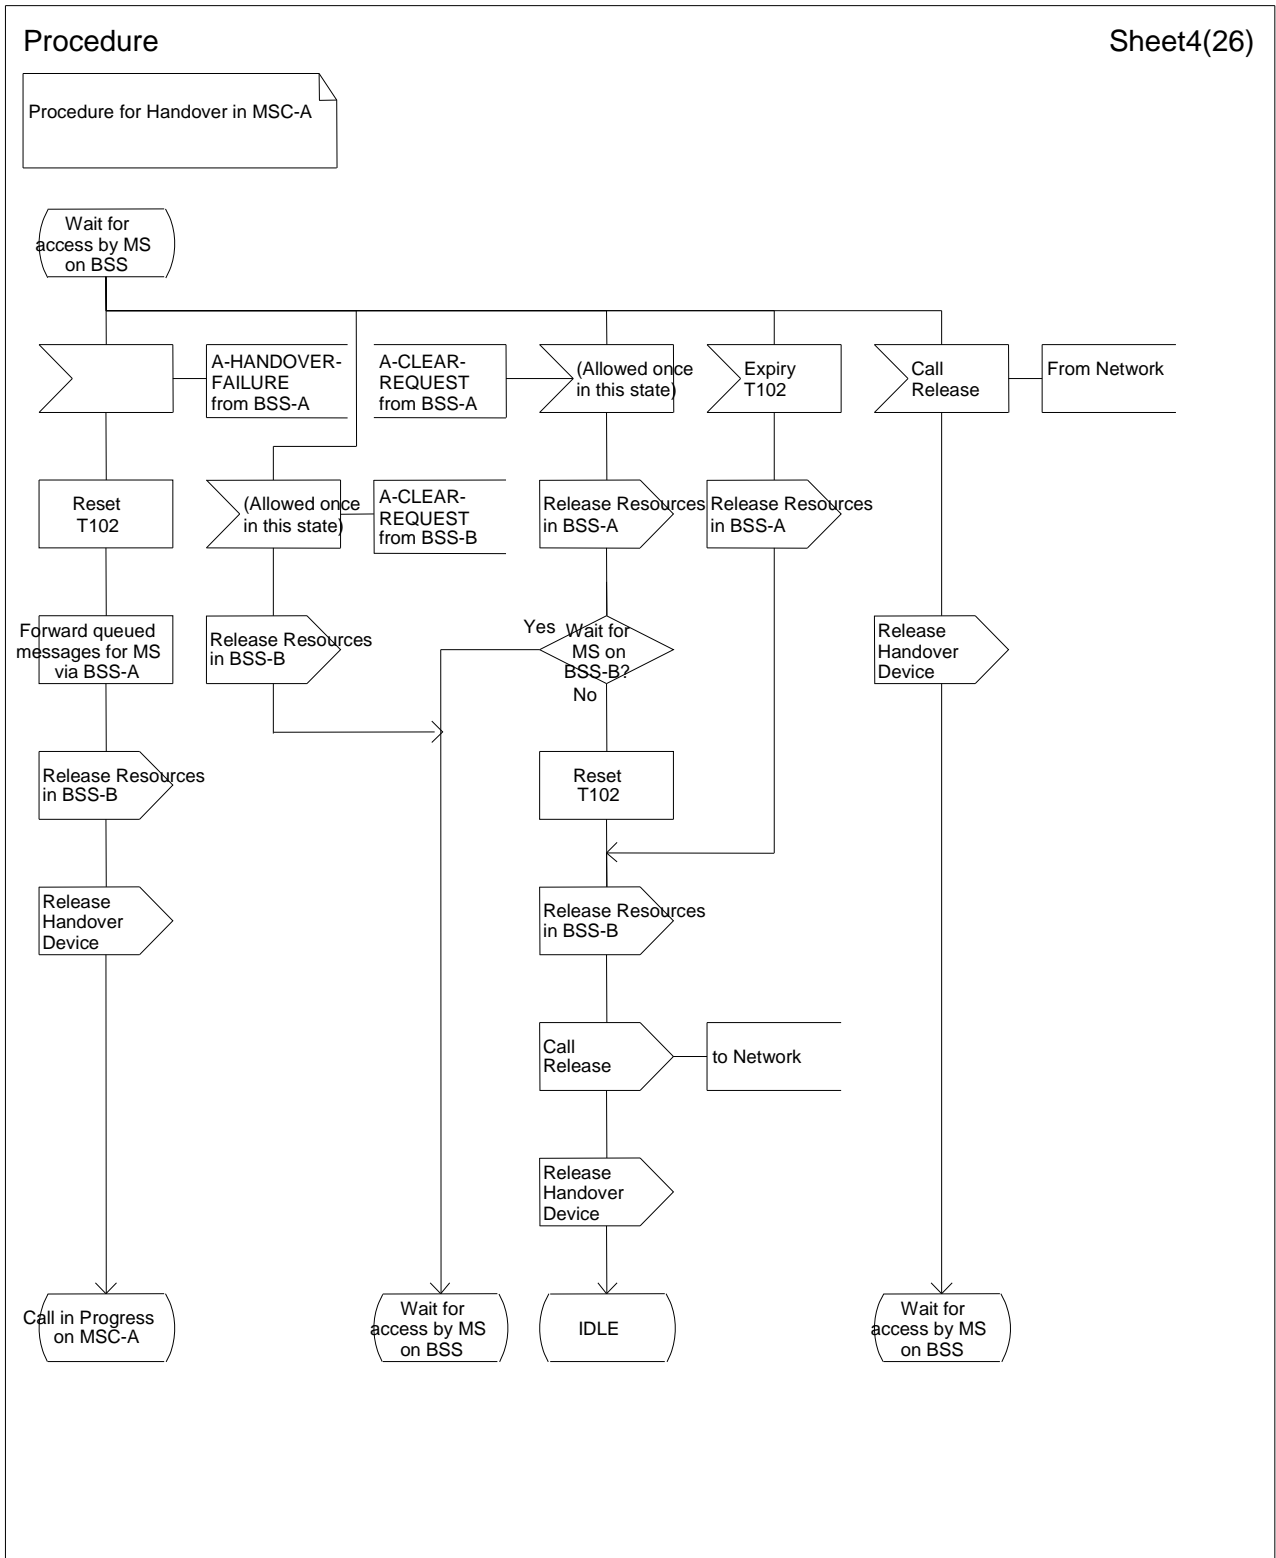 Procedure
Sheet4(26)
Procedure for Handover in MSC-A
Wait for
access by MS
on BSS
A-HANDOVER-
FAILURE
from BSS-A
A-CLEAR-
REQUEST
from BSS-A
(Allowed once
in this state)
Expiry
T102
Call
Release
From Network
Reset
T102
(Allowed once
in this state)
A-CLEAR-
REQUEST
from BSS-B
Release Resources
in BSS-A
Release Resources
in BSS-A
Forward queued
messages for MS
via BSS-A
Release Resources
in BSS-B
Yes
Wait for
MS on
BSS-B?
No
Release
Handover
Device
Release Resources
in BSS-B
Reset
T102
Release
Handover
Device
Release Resources
in BSS-B
Call
Release
to Network
Release
Handover
Device
Call in Progress
on MSC-A
Wait for
access by MS
on BSS
IDLE
Wait for
access by MS
on BSS